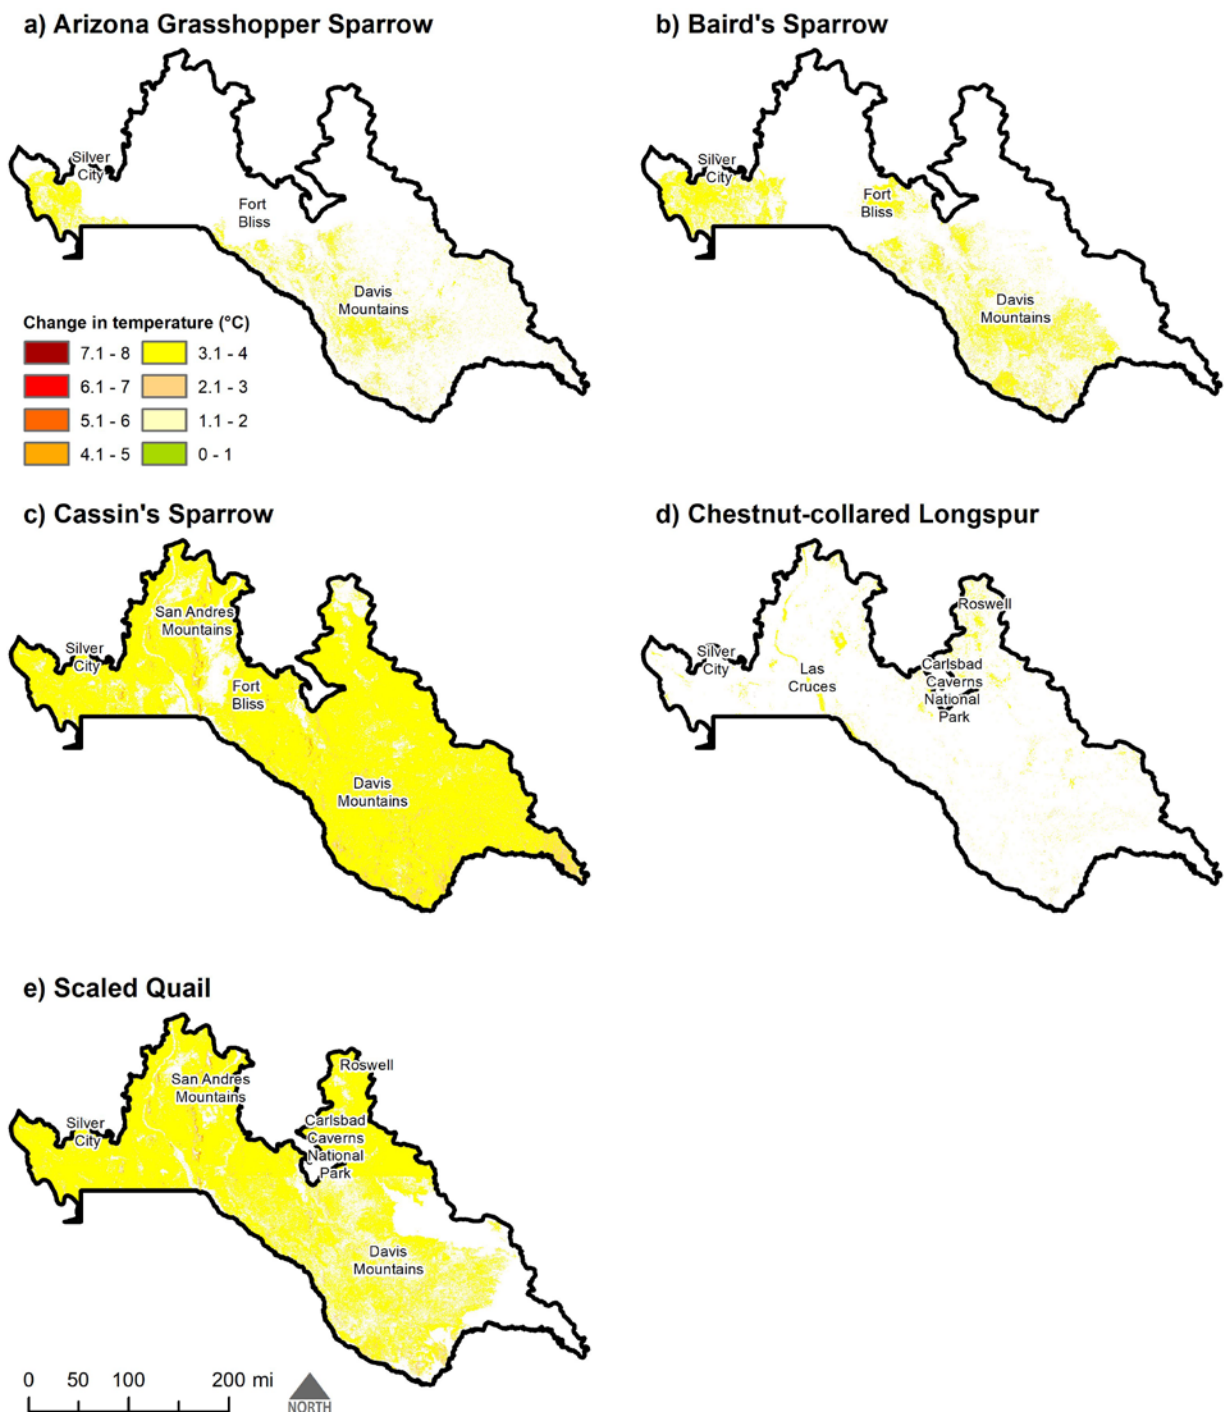 a) Arizona Grasshopper Sparrow
Silver
City
Fort
Bliss
Davis
Mountains
Change in temperature (°C)
7.1 - 8
3.1 - 4
6.1 - 7
2.1 - 3
5.1 - 6
1.1 - 2
4.1 - 5
0 - 1
b) Baird's Sparrow
Silver
City
Fort
Bliss
Davis
Mountains
c) Cassin's Sparrow
San Andres
Mountains
Silver
City
Fort
Bliss
Davis
Mountains
d) Chestnut-collared Longspur
Roswell
Silver
City
Las
Cruces
Carlsbad
Caverns
National
Park
e) Scaled Quail
Roswell
San Andres
Mountains
Silver
City
Carlsbad
Caverns
National
Park
Davis
Mountains
0 50 100 200 mi
NORTH